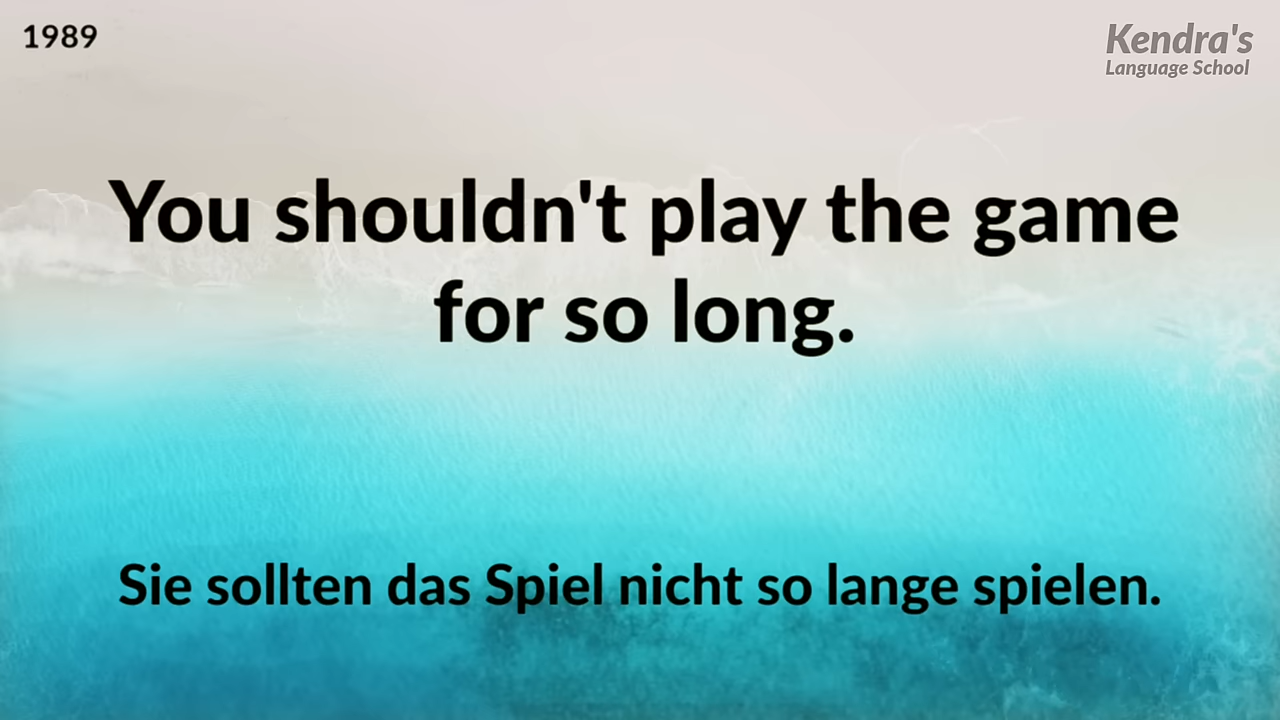 1989
Kendra's
Language School
You shouldn't play the game
for so long.
Sie sollten das Spiel nicht so lange spielen.